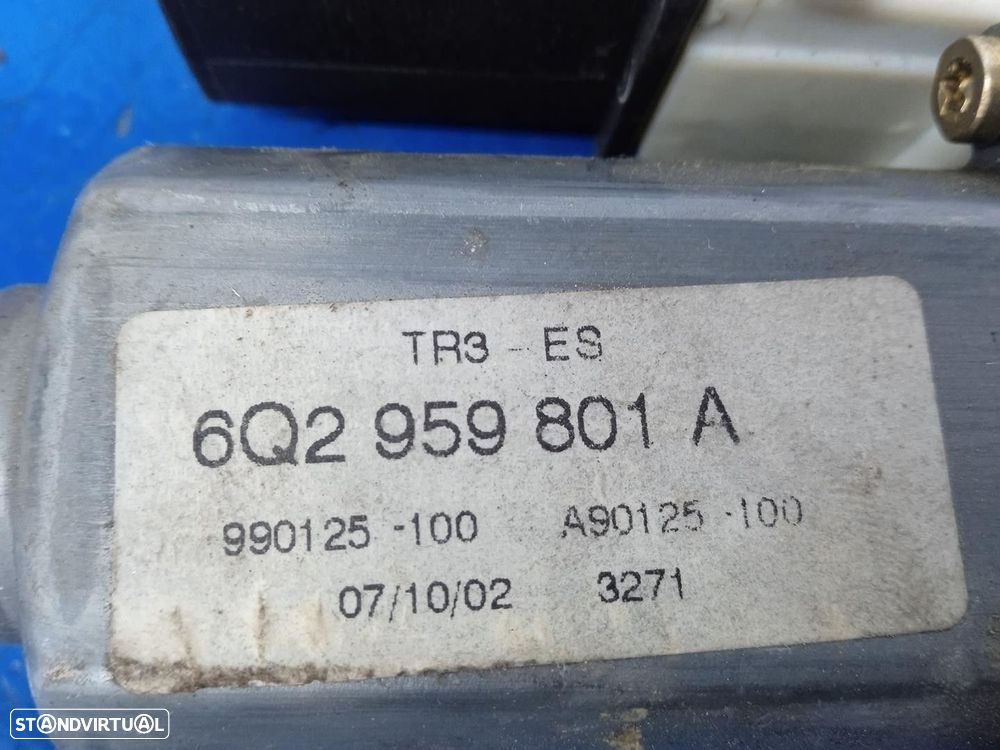 TR3 - ES
6Q2 959 801 A
990125 -100 A90125 -100
07/10/02 3271
STANDVIRTUAL